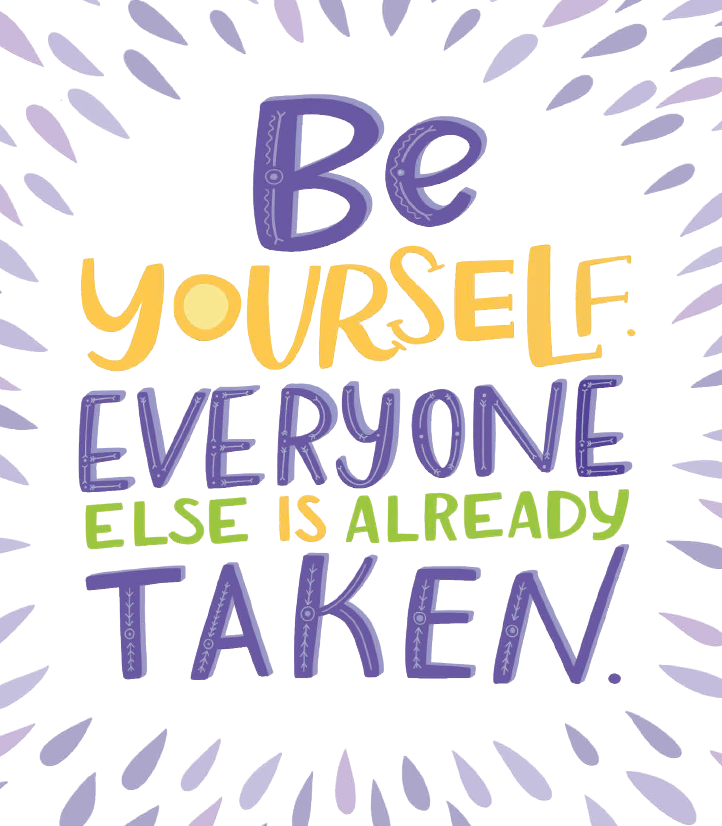 Be
YOURSELF.
EVERYONE
ELSE IS ALREADY
TAKEN.